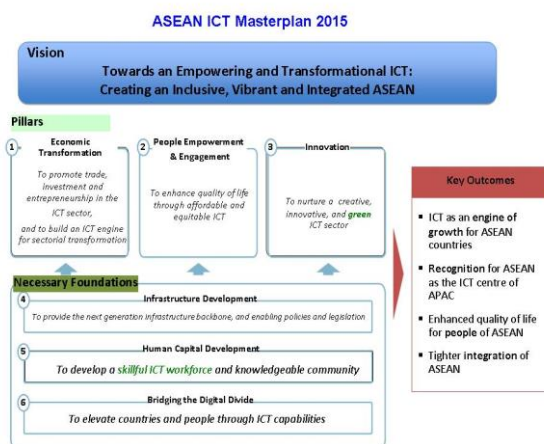 ASEAN ICT Masterplan 2015
Vision
Towards an Empowering and Transformational ICT:
Creating an Inclusive, Vibrant and Integrated ASEAN
Pillars
1
Economic
Transformation
To promote trade,
investment and
entrepreneurship in the
ICT sector,
and to build an ICT engine
for sectorial transformation
2
People Empowerment
& Engagement
To enhance quality of life
through affordable and
equitable ICT
3
Innovation
To nurture a creative,
innovative, and green
ICT sector
Necessary Foundations
4
Infrastructure Development
To provide the next generation infrastructure backbone, and enabling policies and legislation
5
Human Capital Development
To develop a skillful ICT workforce and knowledgeable community
6
Bridging the Digital Divide
To elevate countries and people through ICT capabilities
Key Outcomes
▪ ICT as an engine of
growth for ASEAN
countries
▪ Recognition for ASEAN
as the ICT centre of
APAC
▪ Enhanced quality of life
for people of ASEAN
▪ Tighter integration of
ASEAN